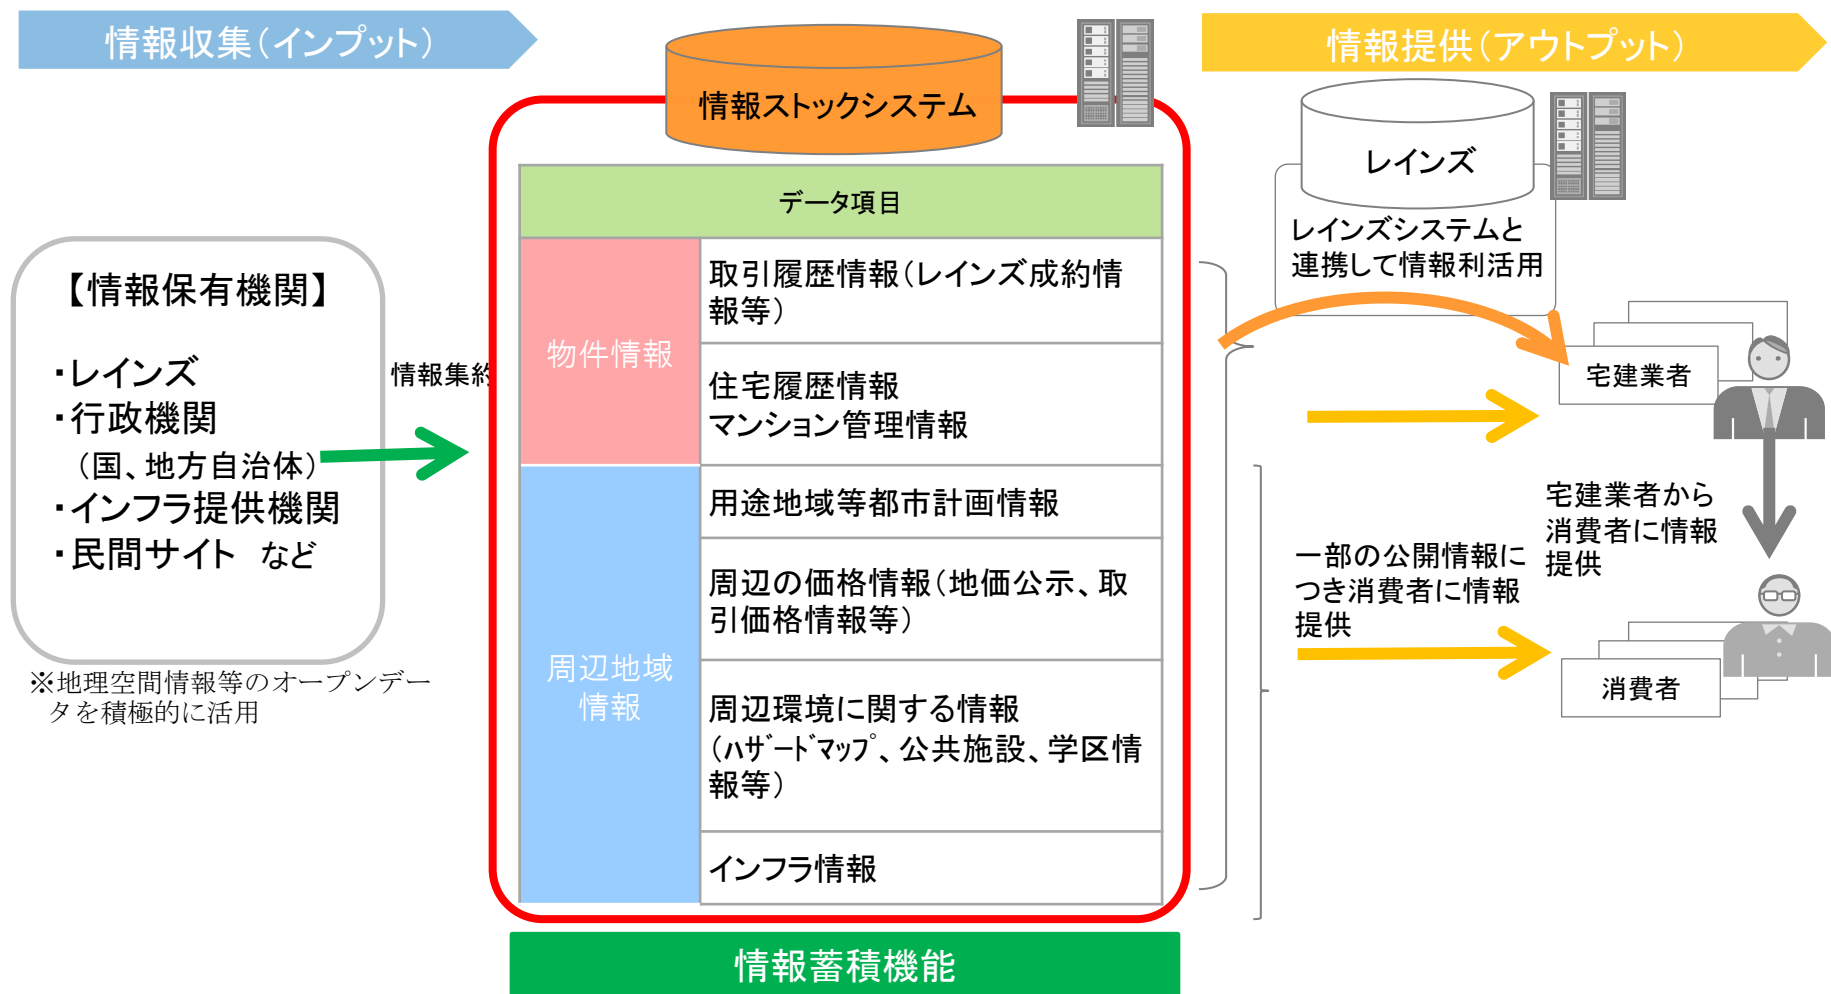 情報収集（インプット）
情報ストックシステム
情報提供（アウトプット）
レインズ
レインズシステムと
連携して情報利活用
データ項目
【情報保有機関】
・レインズ
・行政機関
（国、地方自治体）
・インフラ提供機関
・民間サイト　など
※地理空間情報等のオープンデー
タを積極的に活用
情報集約
物件情報
取引履歴情報（レインズ成約情
報等）
住宅履歴情報
マンション管理情報
周辺地域
情報
用途地域等都市計画情報
周辺の価格情報（地価公示、取
引価格情報等）
周辺環境に関する情報
（ﾊｻﾞｰﾄﾞﾏｯﾌﾟ、公共施設、学区情
報等）
インフラ情報
宅建業者
宅建業者から
消費者に情報
提供
一部の公開情報に
つき消費者に情報
提供
消費者
情報蓄積機能